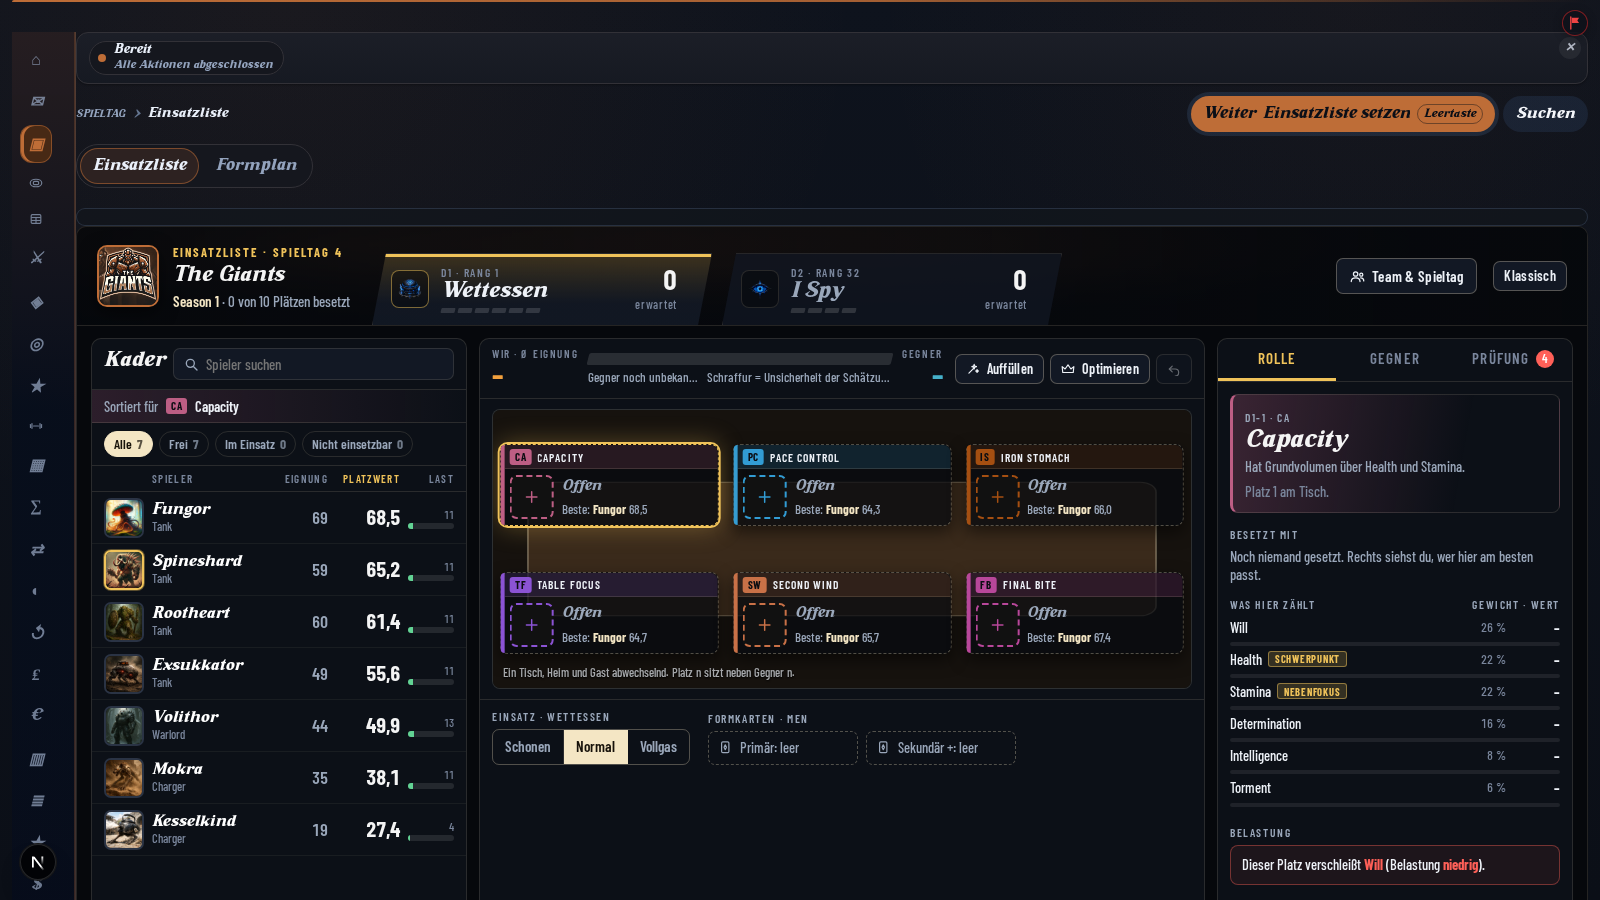 Bereit
Alle Aktionen abgeschlossen
SPIELTAG › Einsatzliste
Weiter Einsatzliste setzen Leertaste
Suchen
Einsatzliste
Formplan
THE GIANTS
EINSATZLISTE · SPIELTAG 4
The Giants
Season 1 · 0 von 10 Plätzen besetzt
D1 · RANG 1
Wettessen
0
erwartet
D2 · RANG 32
I Spy
0
erwartet
Team & Spieltag
Klassisch
Kader
Spieler suchen
Sortiert für CA Capacity
Alle 7
Frei 7
Im Einsatz 0
Nicht einsetzbar 0
SPIELER EIGNUNG PLATZWERT LAST
Fungor
Tank
69 68,5 11
Spineshard
Tank
59 65,2 11
Rootheart
Tank
60 61,4 11
Exsukkator
Tank
49 55,6 11
Volithor
Warlord
44 49,9 13
Mokra
Charger
35 38,1 11
Kesselkind
Charger
19 27,4 4
WIR · Ø EIGNUNG
GEGNER
–
Gegner noch unbekan...
Schraffur = Unsicherheit der Schätzu...
–
Auffüllen
Optimieren
CA CAPACITY
Offen
Beste: Fungor 68,5
PC PACE CONTROL
Offen
Beste: Fungor 64,3
IS IRON STOMACH
Offen
Beste: Fungor 66,0
TF TABLE FOCUS
Offen
Beste: Fungor 64,7
SW SECOND WIND
Offen
Beste: Fungor 65,7
FB FINAL BITE
Offen
Beste: Fungor 67,4
Ein Tisch, Heim und Gast abwechselnd. Platz n sitzt neben Gegner n.
EINSATZ · WETTESSEN
Schonen
Normal
Vollgas
FORMKARTEN · MEN
Primär: leer
Sekundär +: leer
ROLLE
GEGNER
PRÜFUNG 4
D1-1 · CA
Capacity
Hat Grundvolumen über Health und Stamina.
Platz 1 am Tisch.
BESETZT MIT
Noch niemand gesetzt. Rechts siehst du, wer hier am besten
passt.
WAS HIER ZÄHLT GEWICHT · WERT
Will 26 % –
Health SCHWERPUNKT 22 % –
Stamina NEBENFOKUS 22 % –
Determination 16 % –
Intelligence 8 % –
Torment 6 % –
BELASTUNG
Dieser Platz verschleißt Will (Belastung niedrig).
N